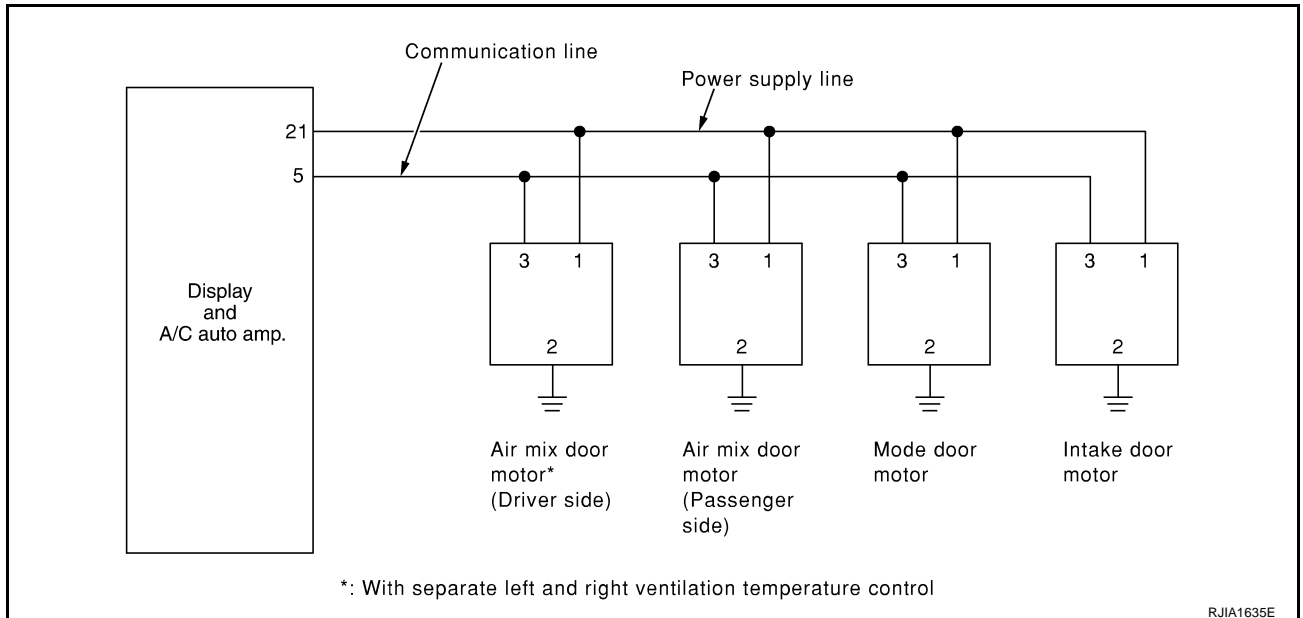 Communication line
Power supply line
21
5
Display
and
A/C auto amp.
3 1
2
3 1
2
3 1
2
3 1
2
Air mix door
motor*
(Driver side)
Air mix door
motor
(Passenger
side)
Mode door
motor
Intake door
motor
*: With separate left and right ventilation temperature control
RJIA1635E